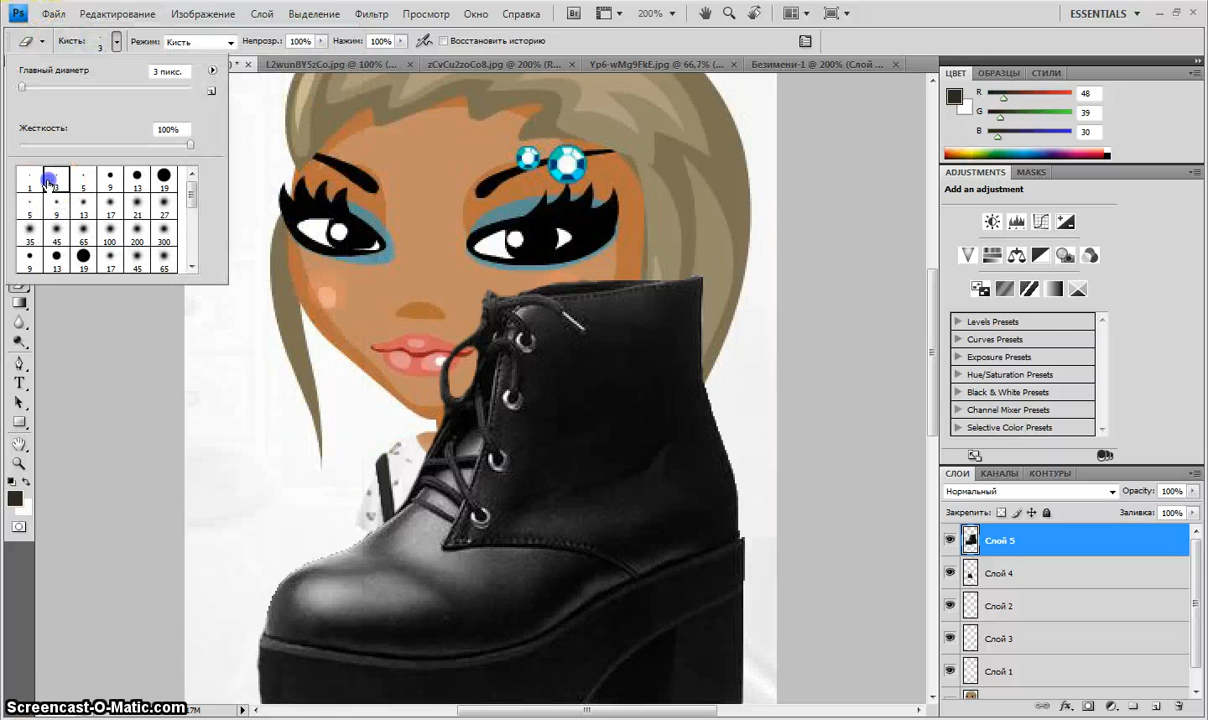 Ps Файл Редактирование Изображение Слой Выделение Фильтр Просмотр Окно Справка Br 200% ESSENTIALS
Кисть: 3 Режим: Кисть Непрозр.: 100% Нажим: 100% Восстановить историю
* L2wunBY5zCo.jpg @ 100% (... zCvCu2zoCo8.jpg @ 200% (R... Yp6-wMg9FkE.jpg @ 66,7% (... Безимени-1 @ 200% (Слой ...
Главный диаметр 3 пикс.
Жесткость: 100%
1 3 5 9 13 19
5 9 13 17 21 27
35 45 65 100 200 300
9 13 19 17 45 65
T
ЦВЕТ ОБРАЗЦЫ СТИЛИ
R 48
G 39
B 30
ADJUSTMENTS MASKS
Add an adjustment
Levels Presets
Curves Presets
Exposure Presets
Hue/Saturation Presets
Black & White Presets
Channel Mixer Presets
Selective Color Presets
СЛОИ КАНАЛЫ КОНТУРЫ
Нормальный Opacity: 100%
Закрепить: Заливка: 100%
Слой 5
Слой 4
Слой 2
Слой 3
Слой 1
fx
Screencast-O-Matic.com